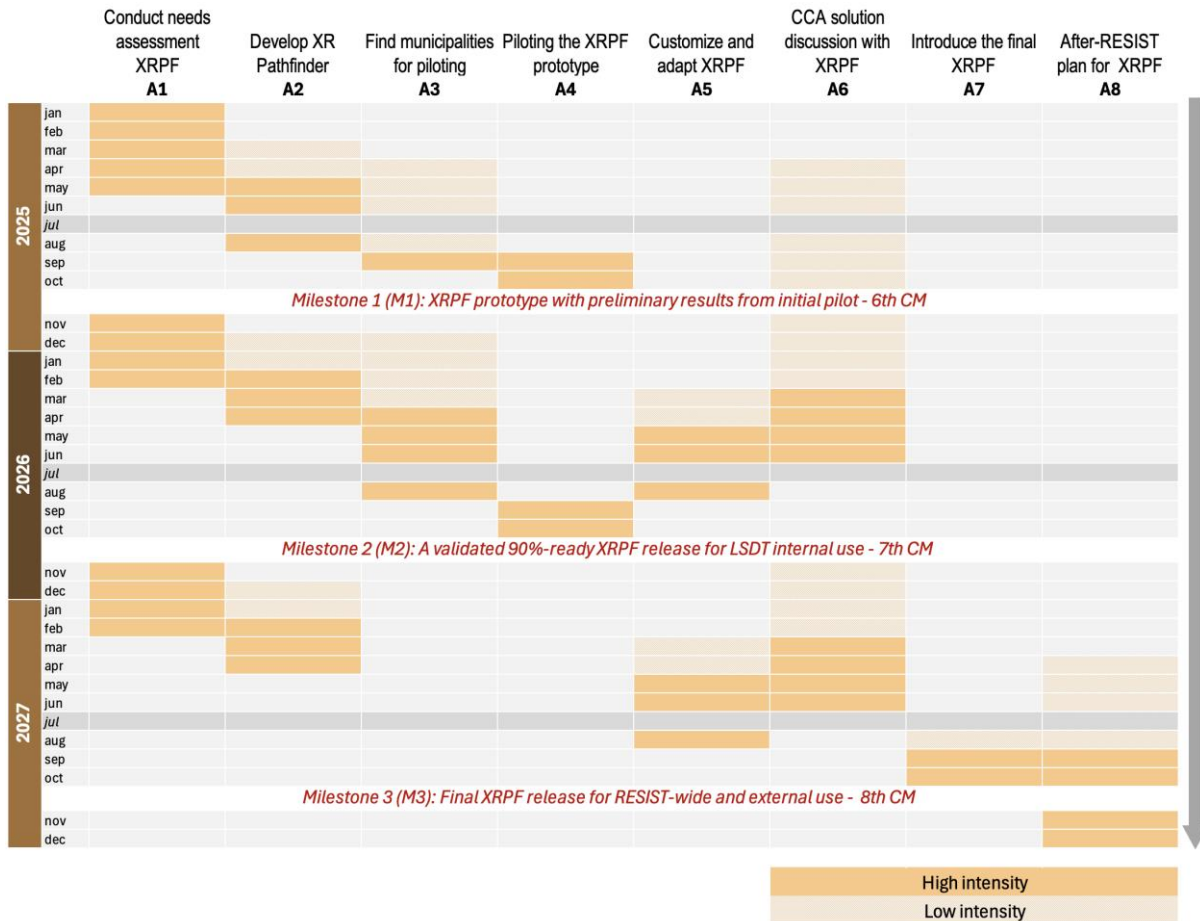 Conduct needs
assessment
XRPF
A1
Develop XR
Pathfinder
A2
Find municipalities
for piloting
A3
Piloting the XRPF
prototype
A4
Customize and
adapt XRPF
A5
CCA solution
discussion with
XRPF
A6
Introduce the final
XRPF
A7
After-RESIST
plan for XRPF
A8
2025
jan
feb
mar
apr
may
jun
jul
aug
sep
oct
Milestone 1 (M1): XRPF prototype with preliminary results from initial pilot - 6th CM
nov
dec
2026
jan
feb
mar
apr
may
jun
jul
aug
sep
oct
Milestone 2 (M2): A validated 90%-ready XRPF release for LSDT internal use - 7th CM
nov
dec
2027
jan
feb
mar
apr
may
jun
jul
aug
sep
oct
Milestone 3 (M3): Final XRPF release for RESIST-wide and external use - 8th CM
nov
dec
High intensity
Low intensity